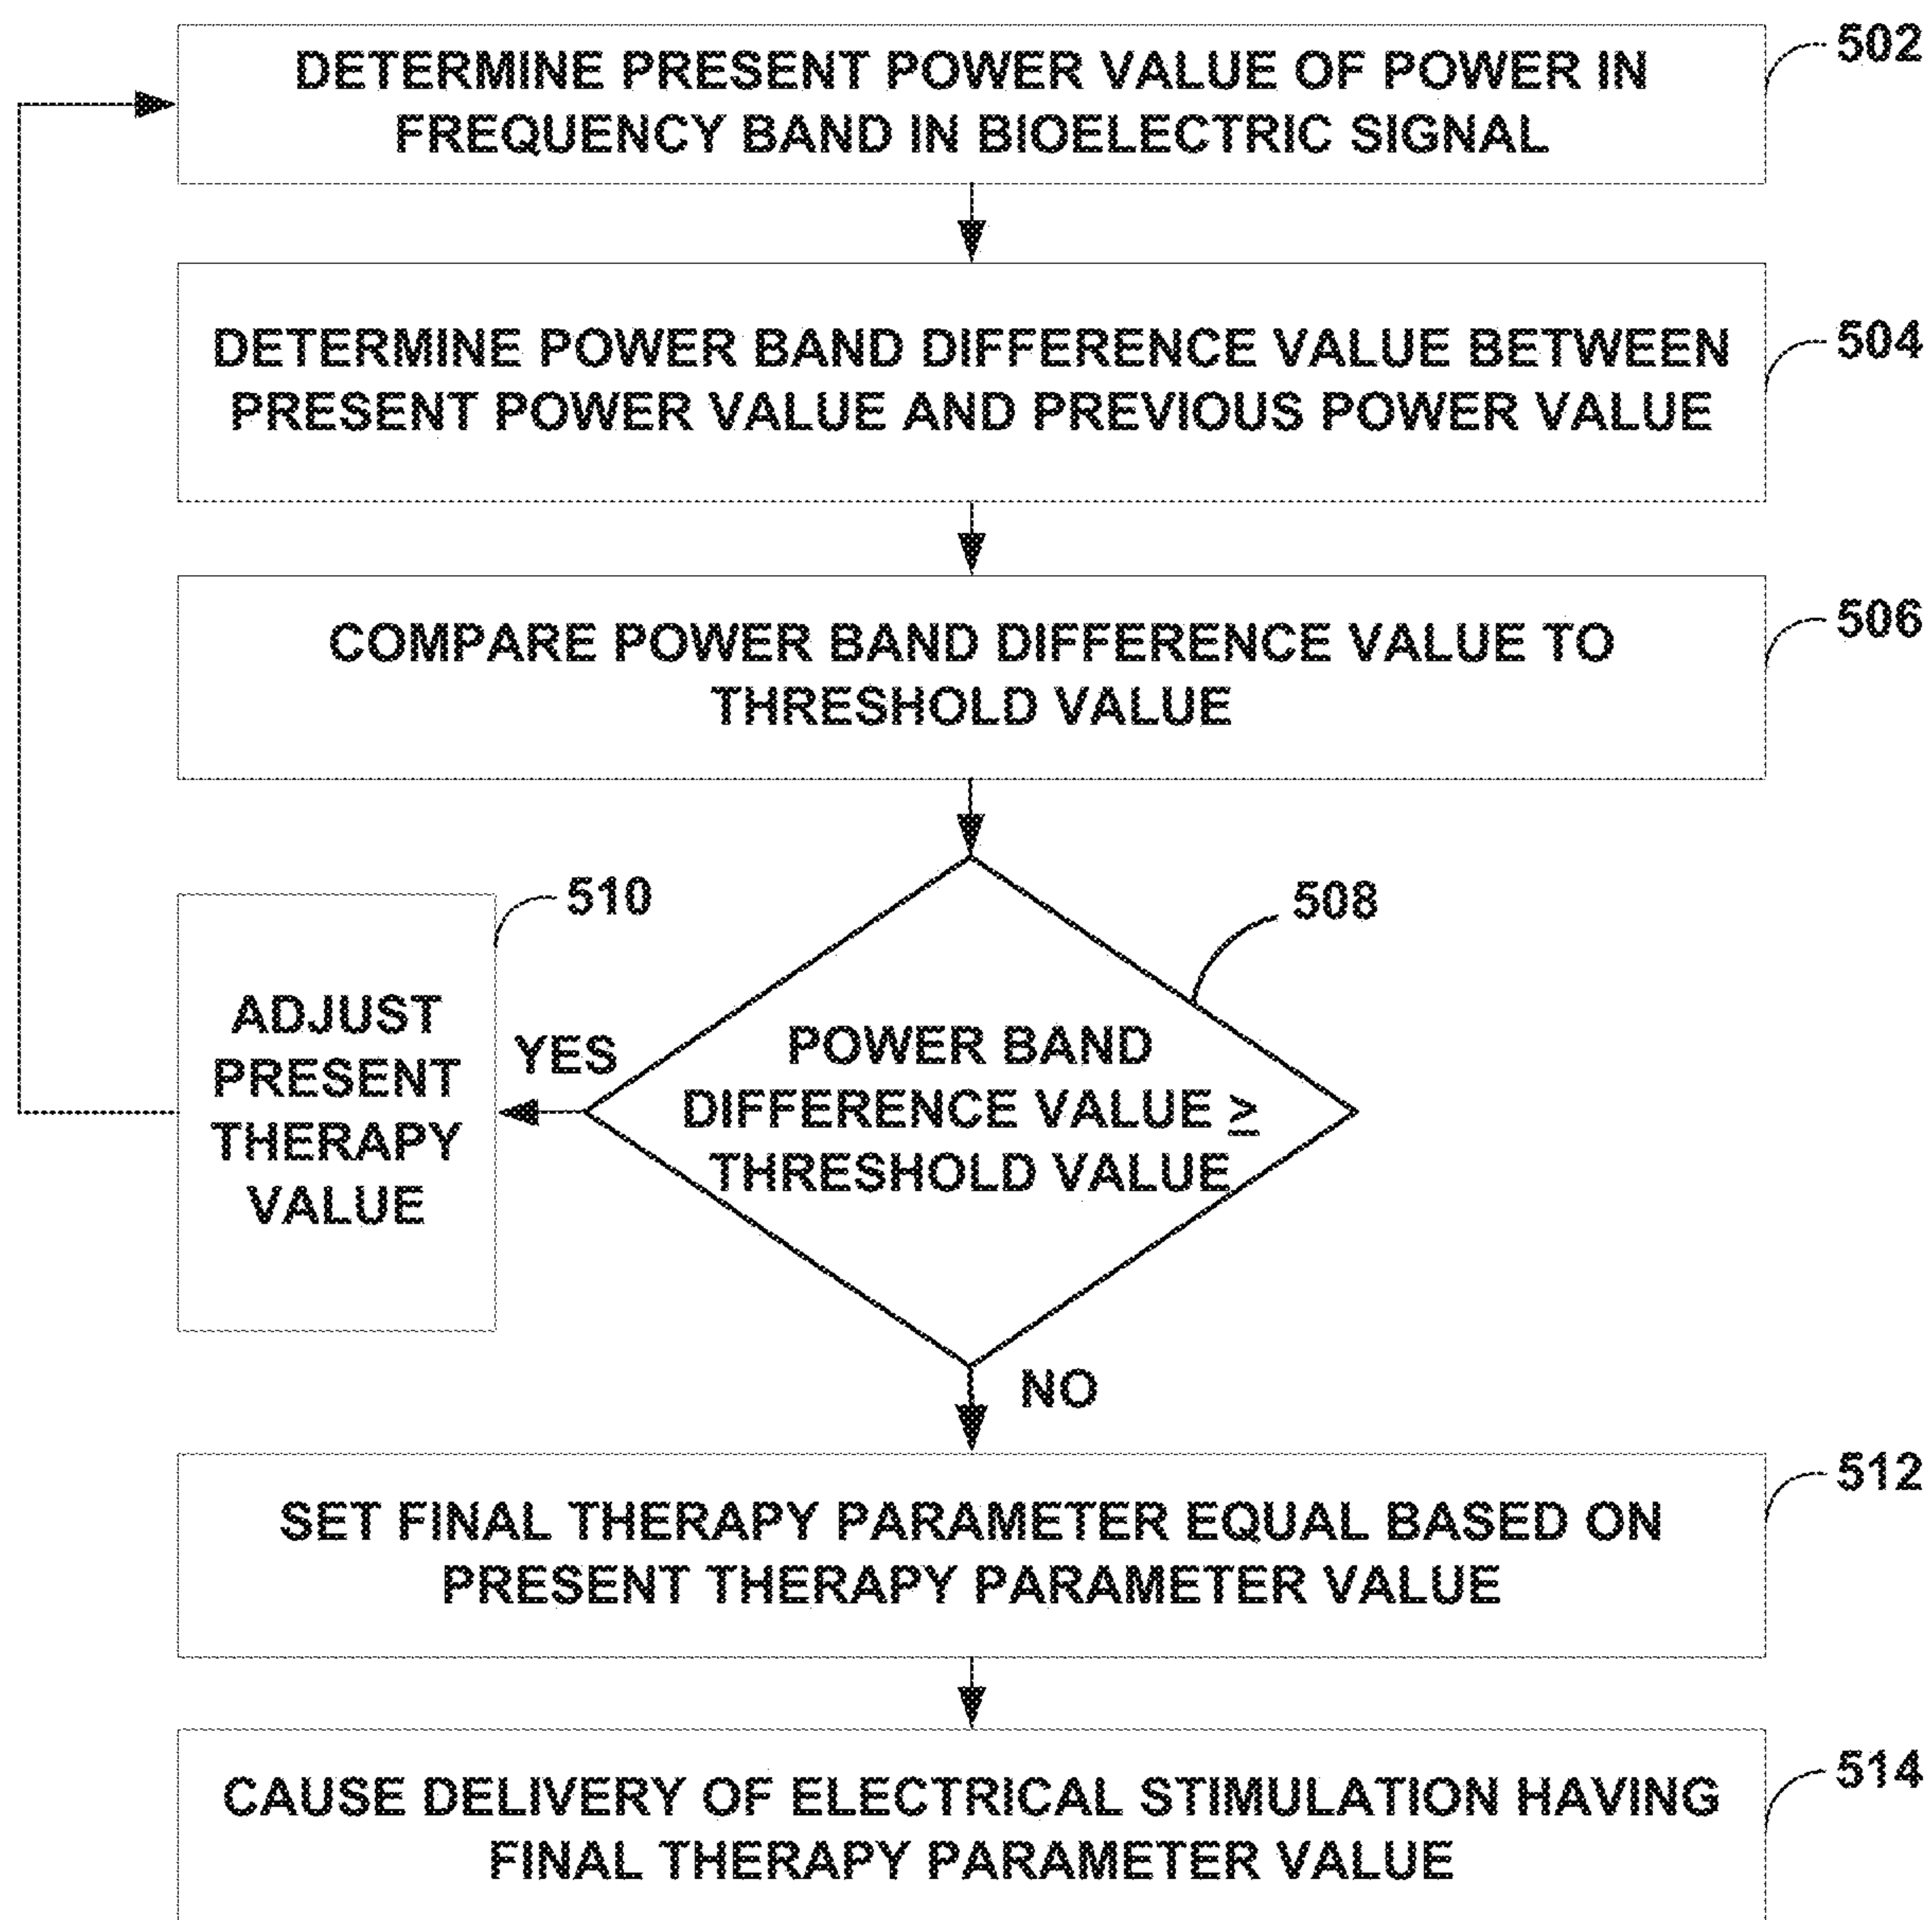 DETERMINE PRESENT POWER VALUE OF POWER IN
FREQUENCY BAND IN BIOELECTRIC SIGNAL
502
DETERMINE POWER BAND DIFFERENCE VALUE BETWEEN
PRESENT POWER VALUE AND PREVIOUS POWER VALUE
504
COMPARE POWER BAND DIFFERENCE VALUE TO
THRESHOLD VALUE
506
510
508
ADJUST
PRESENT
THERAPY
VALUE
YES
POWER BAND
DIFFERENCE VALUE ≥
THRESHOLD VALUE
NO
SET FINAL THERAPY PARAMETER EQUAL BASED ON
PRESENT THERAPY PARAMETER VALUE
512
CAUSE DELIVERY OF ELECTRICAL STIMULATION HAVING
FINAL THERAPY PARAMETER VALUE
514